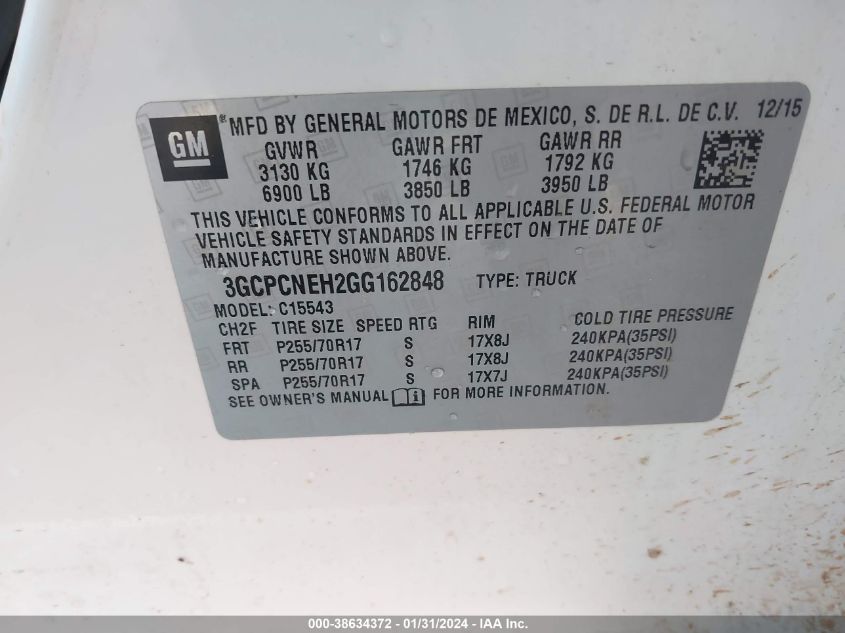 GM ® MFD BY GENERAL MOTORS DE MEXICO, S. DE R.L. DE C.V. 12/15
GVWR GAWR FRT GAWR RR
3130 KG 1746 KG 1792 KG
6900 LB 3850 LB 3950 LB
THIS VEHICLE CONFORMS TO ALL APPLICABLE U.S. FEDERAL MOTOR
VEHICLE SAFETY STANDARDS IN EFFECT ON THE DATE OF
MANUFACTURE SHOWN ABOVE.
3GCPCNEH2GG162848 TYPE: TRUCK
MODEL: C15543
CH2F TIRE SIZE SPEED RTG RIM COLD TIRE PRESSURE
FRT P255/70R17 S 17X8J 240KPA(35PSI)
RR P255/70R17 S 17X8J 240KPA(35PSI)
SPA P255/70R17 S 17X7J 240KPA(35PSI)
SEE OWNER'S MANUAL FOR MORE INFORMATION.
000-38634372 - 01/31/2024 - IAA Inc.